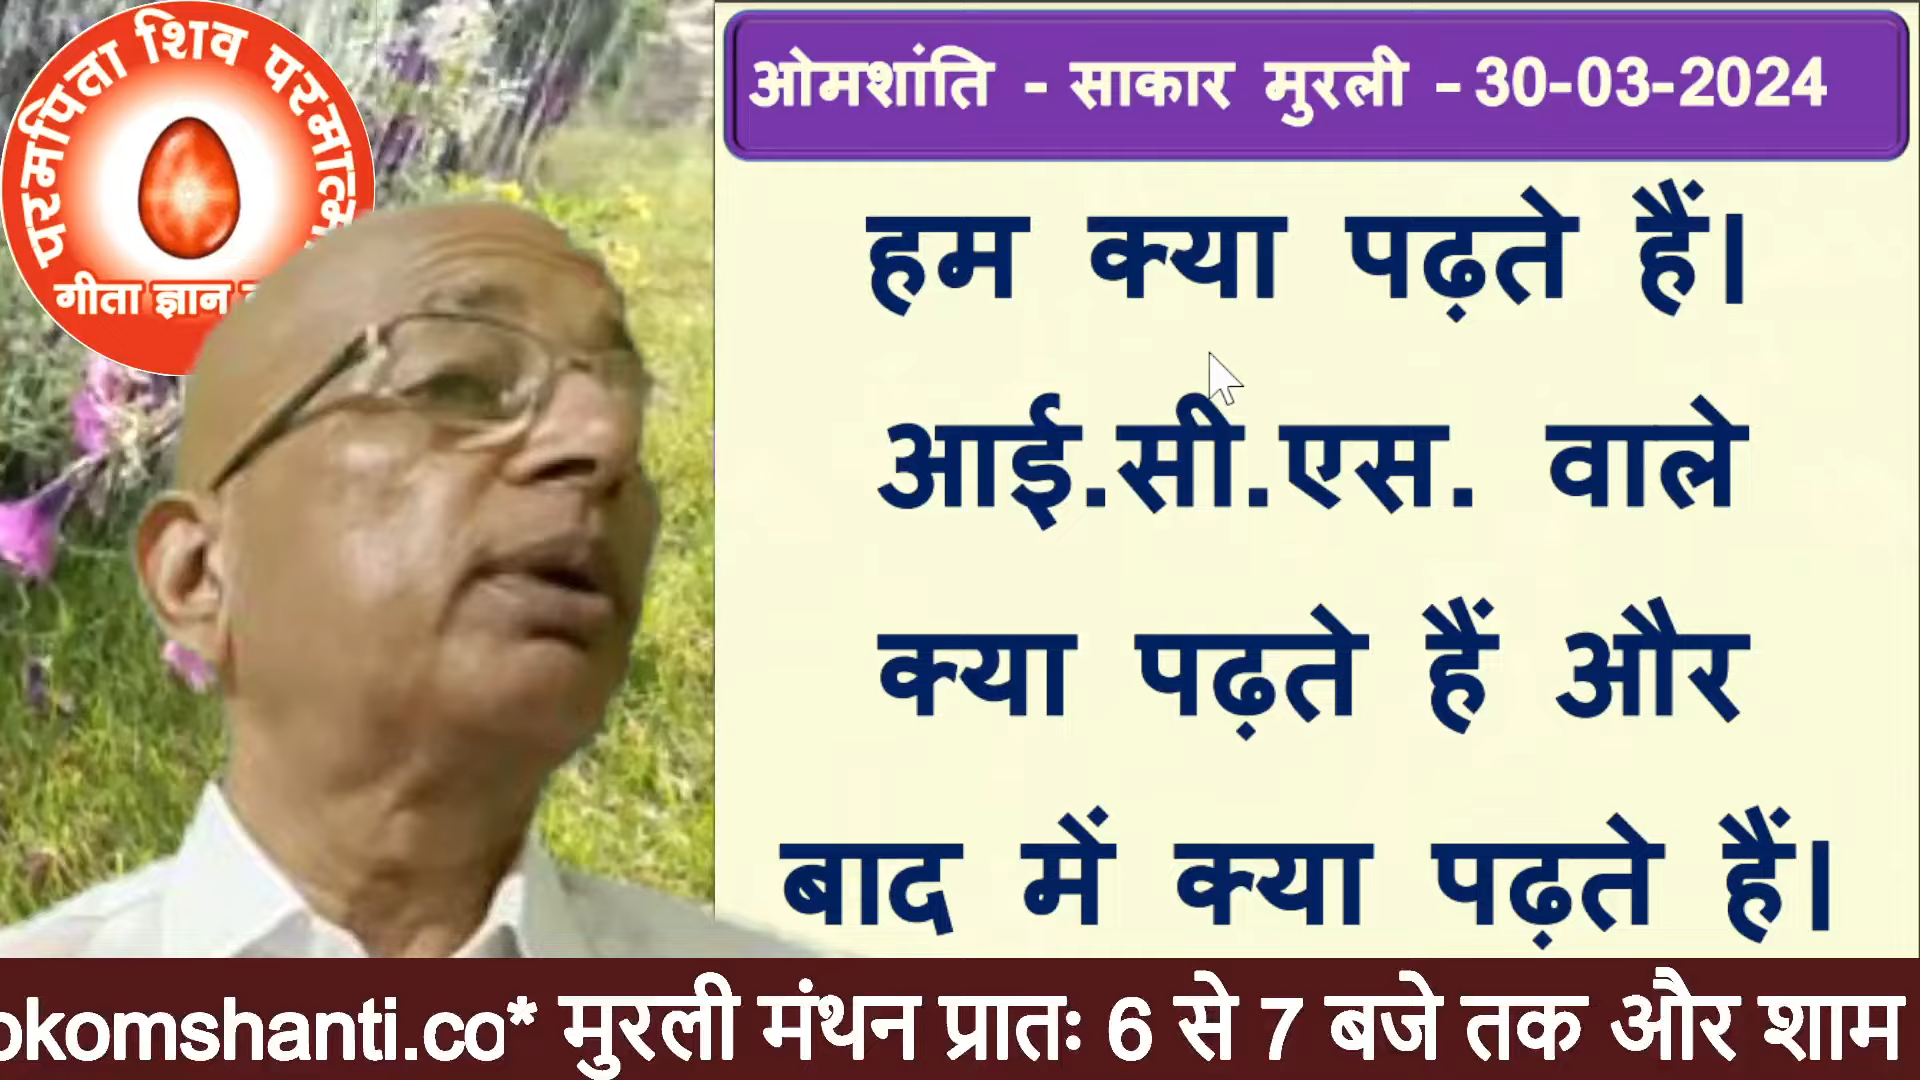 परमपिता शिव परमात्म
गीता ज्ञान
ओमशांति - साकार मुरली - 30-03-2024
हम क्या पढ़ते हैं।
आई.सी.एस. वाले
क्या पढ़ते हैं और
बाद में क्या पढ़ते हैं।
okomshanti.co* मुरली मंथन प्रातः 6 से 7 बजे तक और शाम